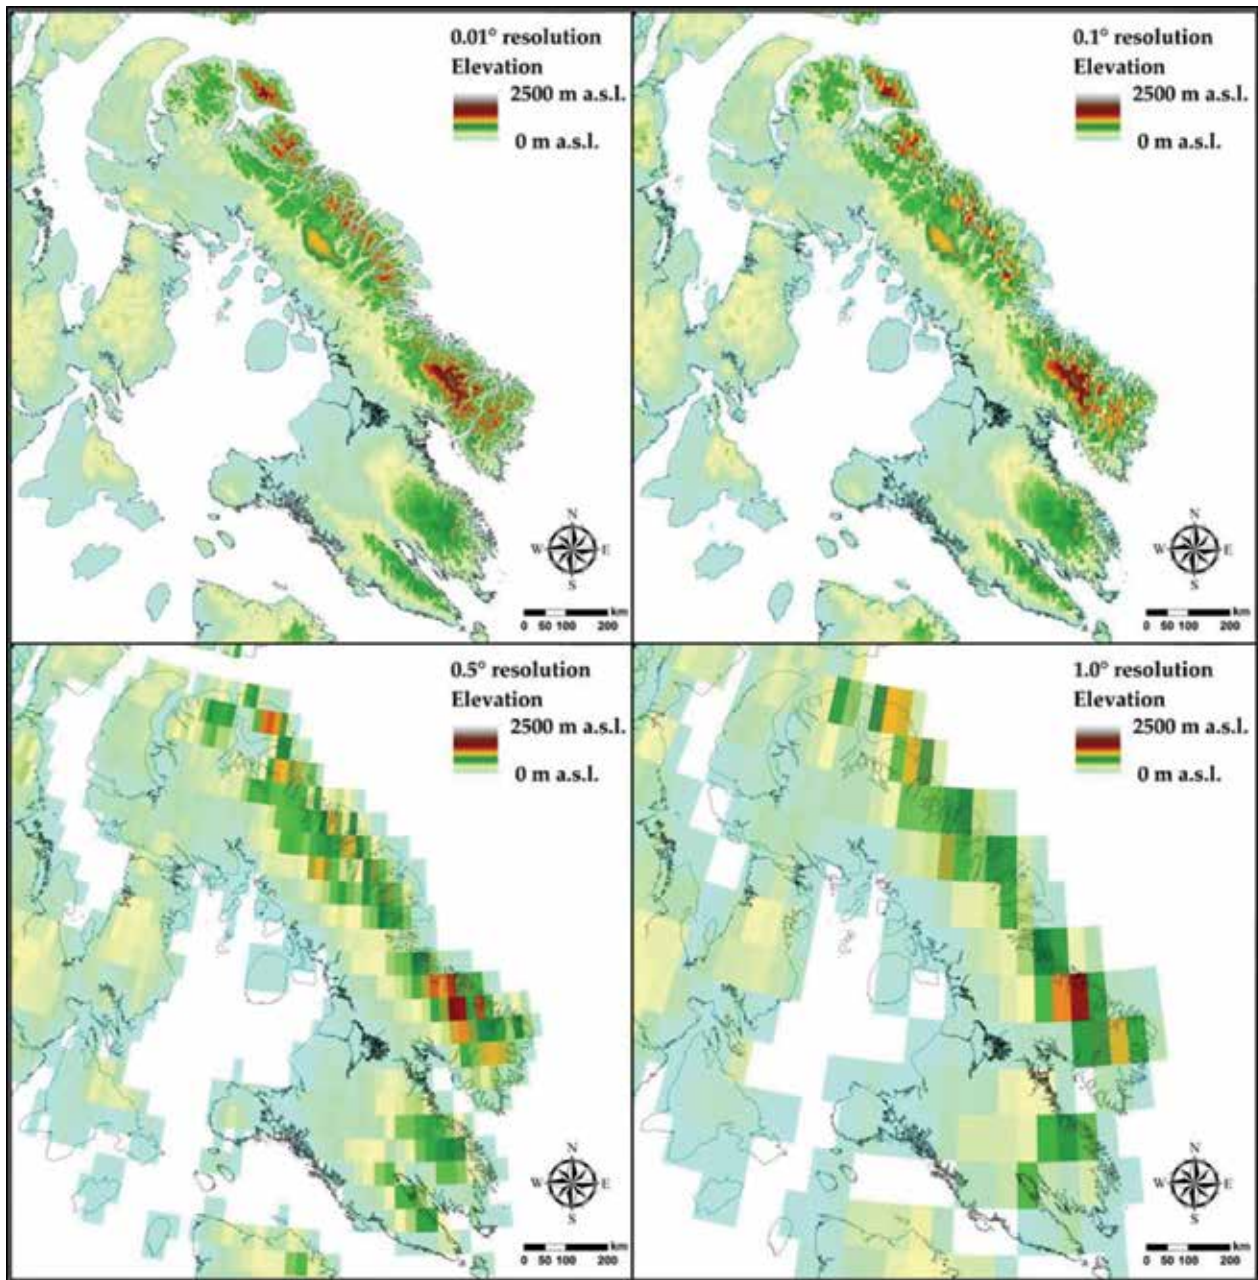 0.01° resolution
Elevation
2500 m a.s.l.
0 m a.s.l.
N
W E
S
km
0 50 100 200
0.1° resolution
Elevation
2500 m a.s.l.
0 m a.s.l.
N
W E
S
km
0 50 100 200
0.5° resolution
Elevation
2500 m a.s.l.
0 m a.s.l.
N
W E
S
km
0 50 100 200
1.0° resolution
Elevation
2500 m a.s.l.
0 m a.s.l.
N
W E
S
km
0 50 100 200